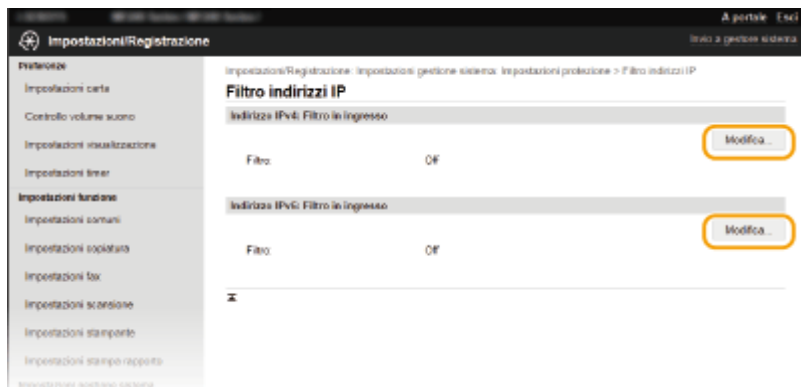 A portale Esci
Impostazioni/Registrazione
Invio a gestore sistema
Preferenze
Impostazioni carta
Controllo volume suono
Impostazioni visualizzazione
Impostazioni timer
Impostazioni funzione
Impostazioni comuni
Impostazioni copiatura
Impostazioni fax
Impostazioni scansione
Impostazioni stampante
Impostazioni stampa rapporto
Impostazioni/Registrazione: Impostazioni gestione sistema: Impostazioni protezione > Filtro indirizzi IP
Filtro indirizzi IP
Indirizzo IPv4: Filtro in ingresso
Modifica...
Filtro: Off
Indirizzo IPv6: Filtro in ingresso
Modifica...
Filtro: Off